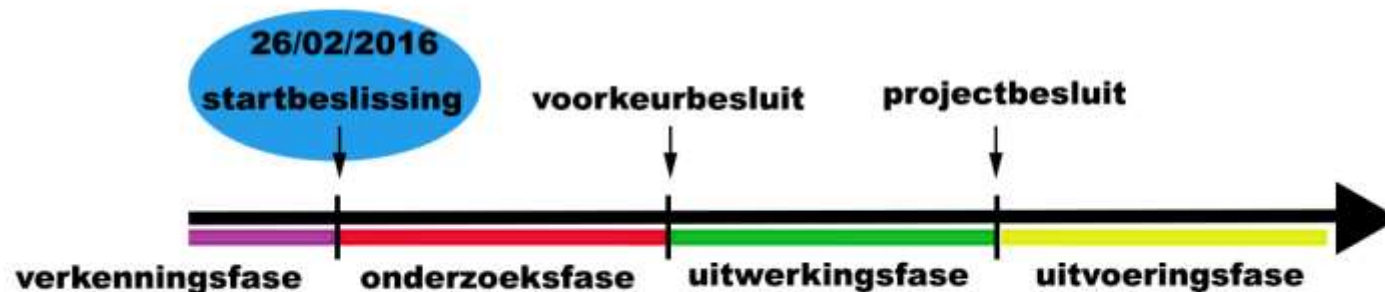 26/02/2016
startbeslissing
voorkeurbesluit
projectbesluit
verkenningsfase
onderzoeksfase
uitwerkingsfase
uitvoeringsfase